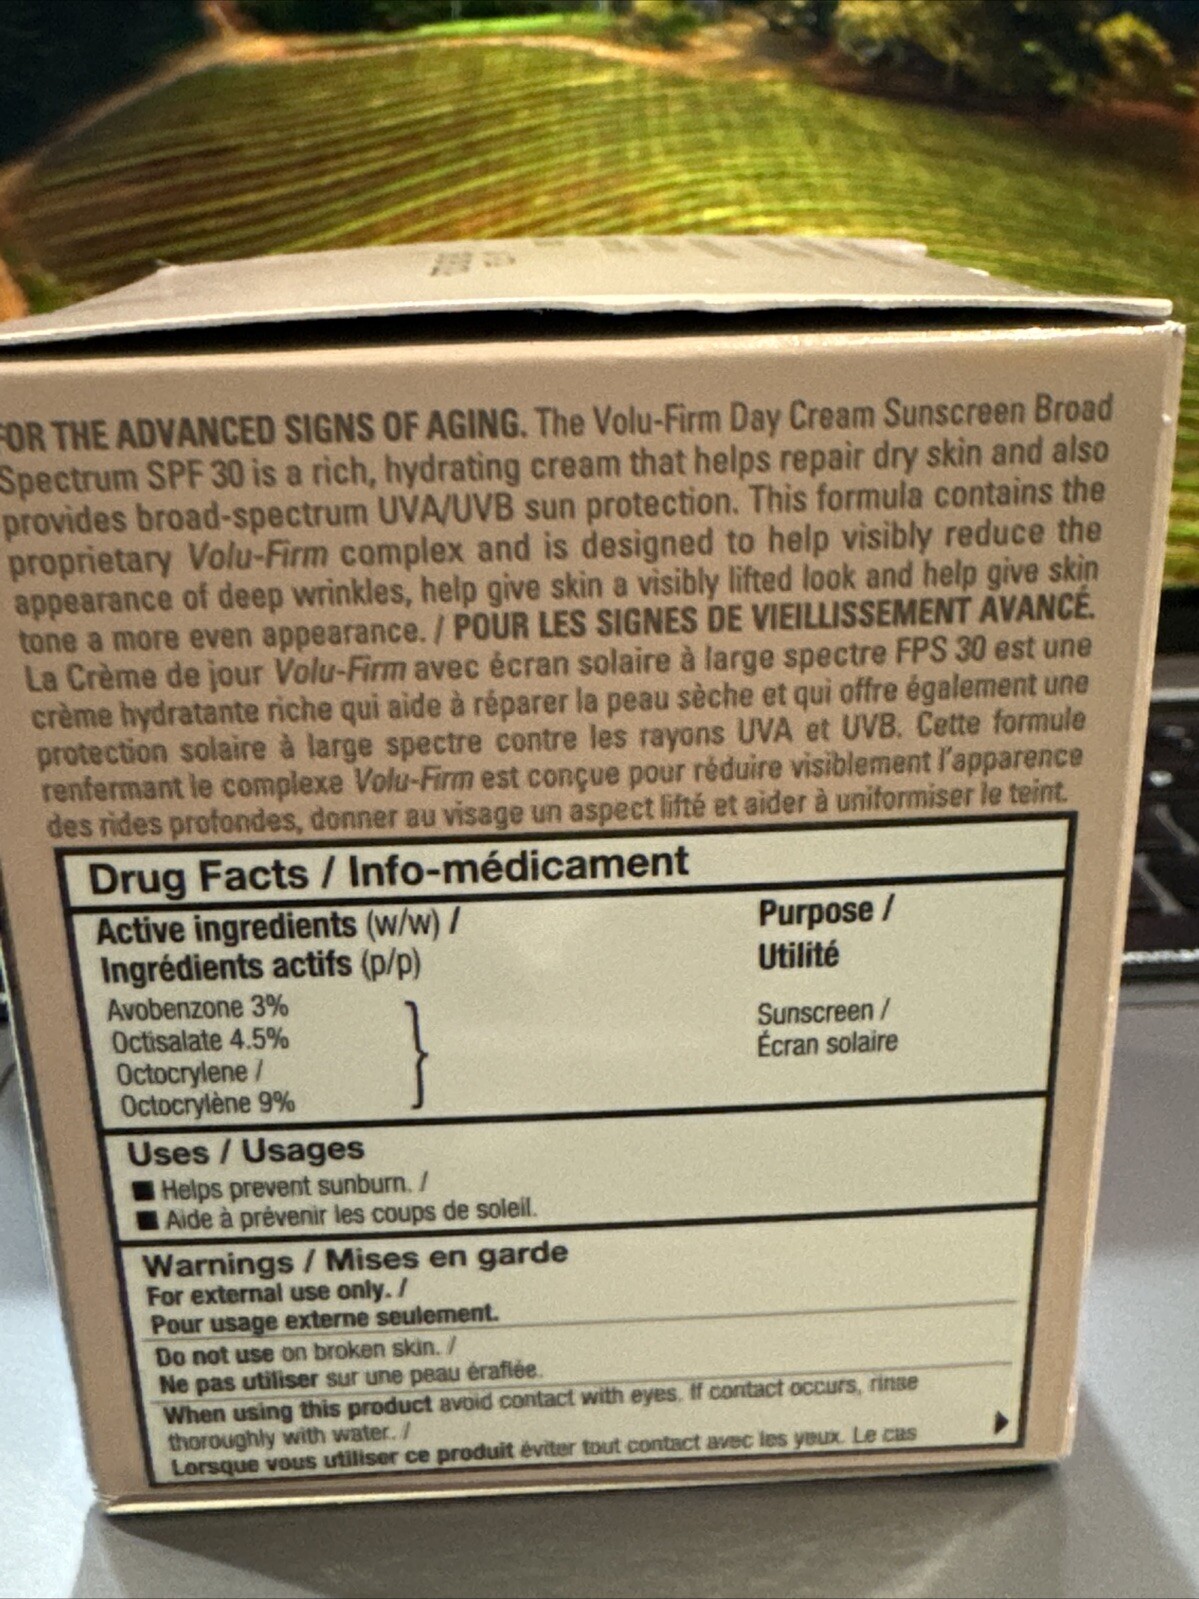 FOR THE ADVANCED SIGNS OF AGING. The Volu-Firm Day Cream Sunscreen Broad
Spectrum SPF 30 is a rich, hydrating cream that helps repair dry skin and also
provides broad-spectrum UVA/UVB sun protection. This formula contains the
proprietary Volu-Firm complex and is designed to help visibly reduce the
appearance of deep wrinkles, help give skin a visibly lifted look and help give skin
tone a more even appearance. / POUR LES SIGNES DE VIEILLISSEMENT AVANCÉ.
La Crème de jour Volu-Firm avec écran solaire à large spectre FPS 30 est une
crème hydratante riche qui aide à réparer la peau sèche et qui offre également une
protection solaire à large spectre contre les rayons UVA et UVB. Cette formule
renfermant le complexe Volu-Firm est conçue pour réduire visiblement l'apparence
des rides profondes, donner au visage un aspect lifté et aider à uniformiser le teint.
Drug Facts / Info-médicament
Active ingredients (w/w) /
Ingrédients actifs (p/p)
Purpose /
Utilité
Avobenzone 3%
Octisalate 4.5%
Octocrylene /
Octocrylène 9%
Sunscreen /
Écran solaire
Uses / Usages
■ Helps prevent sunburn. /
■ Aide à prévenir les coups de soleil.
Warnings / Mises en garde
For external use only. /
Pour usage externe seulement.
Do not use on broken skin. /
Ne pas utiliser sur une peau éraflée.
When using this product avoid contact with eyes. If contact occurs, rinse
thoroughly with water. /
Lorsque vous utiliser ce produit éviter tout contact avec les yeux. Le cas